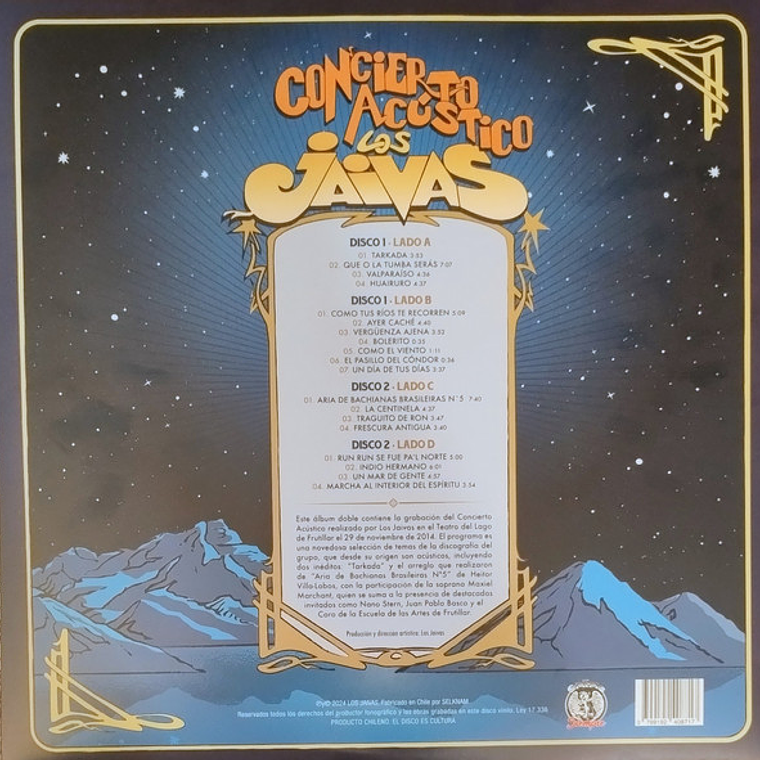 CONCIERTO
ACÚSTICO
LOS
JAIVAS
DISCO 1 - LADO A
01. TARKADA 3:53
02. QUE O LA TUMBA SERÁS 7:07
03. VALPARAÍSO 4:36
04. HUAIRURO 4:37
DISCO 1 - LADO B
01. COMO TUS RÍOS TE RECORREN 5:09
02. AYER CACHÉ 4:40
03. VERGÜENZA AJENA 3:52
04. BOLERITO 0:35
05. COMO EL VIENTO 1:11
06. EL PASILLO DEL CÓNDOR 0:36
07. UN DÍA DE TUS DÍAS 3:37
DISCO 2 - LADO C
01. ARIA DE BACHIANAS BRASILEIRAS N°5 7:40
02. LA CENTINELA 4:37
03. TRAGUITO DE RON 3:47
04. FRESCURA ANTIGUA 3:40
DISCO 2 - LADO D
01. RUN RUN SE FUE PA'L NORTE 5:00
02. INDIO HERMANO 6:01
03. UN MAR DE GENTE 4:57
04. MARCHA AL INTERIOR DEL ESPÍRITU 3:54
Este álbum doble contiene la grabación del Concierto
Acústico realizado por Los Jaivas en el Teatro del Lago
de Frutillar el 29 de noviembre de 2014. El programa es
una novedosa selección de temas de la discografía del
grupo, que desde su origen son acústicos, incluyendo
dos inéditos: "Tarkada" y el arreglo que realizaron
de "Aria de Bachianas Brasileiras N°5" de Heitor
Villa-Lobos, con la participación de la soprano Maxiel
Marchant, quien se suma a la presencia de destacados
invitados como Nano Stern, Juan Pablo Bosco y el
Coro de la Escuela de las Artes de Frutillar.
Producción y dirección artística: Los Jaivas
℗y© 2024 LOS JAIVAS. Fabricado en Chile por SELKNAM
Reservados todos los derechos del productor fonográfico y las obras grabadas en este disco vinilo. Ley 17.336
PRODUCTO CHILENO. EL DISCO ES CULTURA